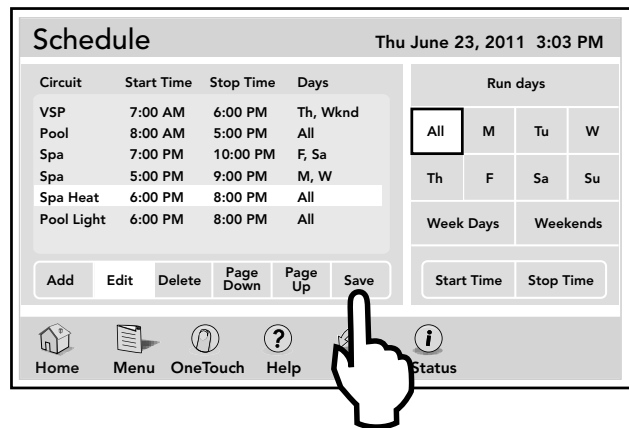 Schedule Thu June 23, 2011 3:03 PM
Circuit Start Time Stop Time Days
VSP 7:00 AM 6:00 PM Th, Wknd
Pool 8:00 AM 5:00 PM All
Spa 7:00 PM 10:00 PM F, Sa
Spa 5:00 PM 9:00 PM M, W
Spa Heat 6:00 PM 8:00 PM All
Pool Light 6:00 PM 8:00 PM All
Add Edit Delete Page Down Page Up Save
Run days
All M Tu W
Th F Sa Su
Week Days Weekends
Start Time Stop Time
? i
Home Menu OneTouch Help Status